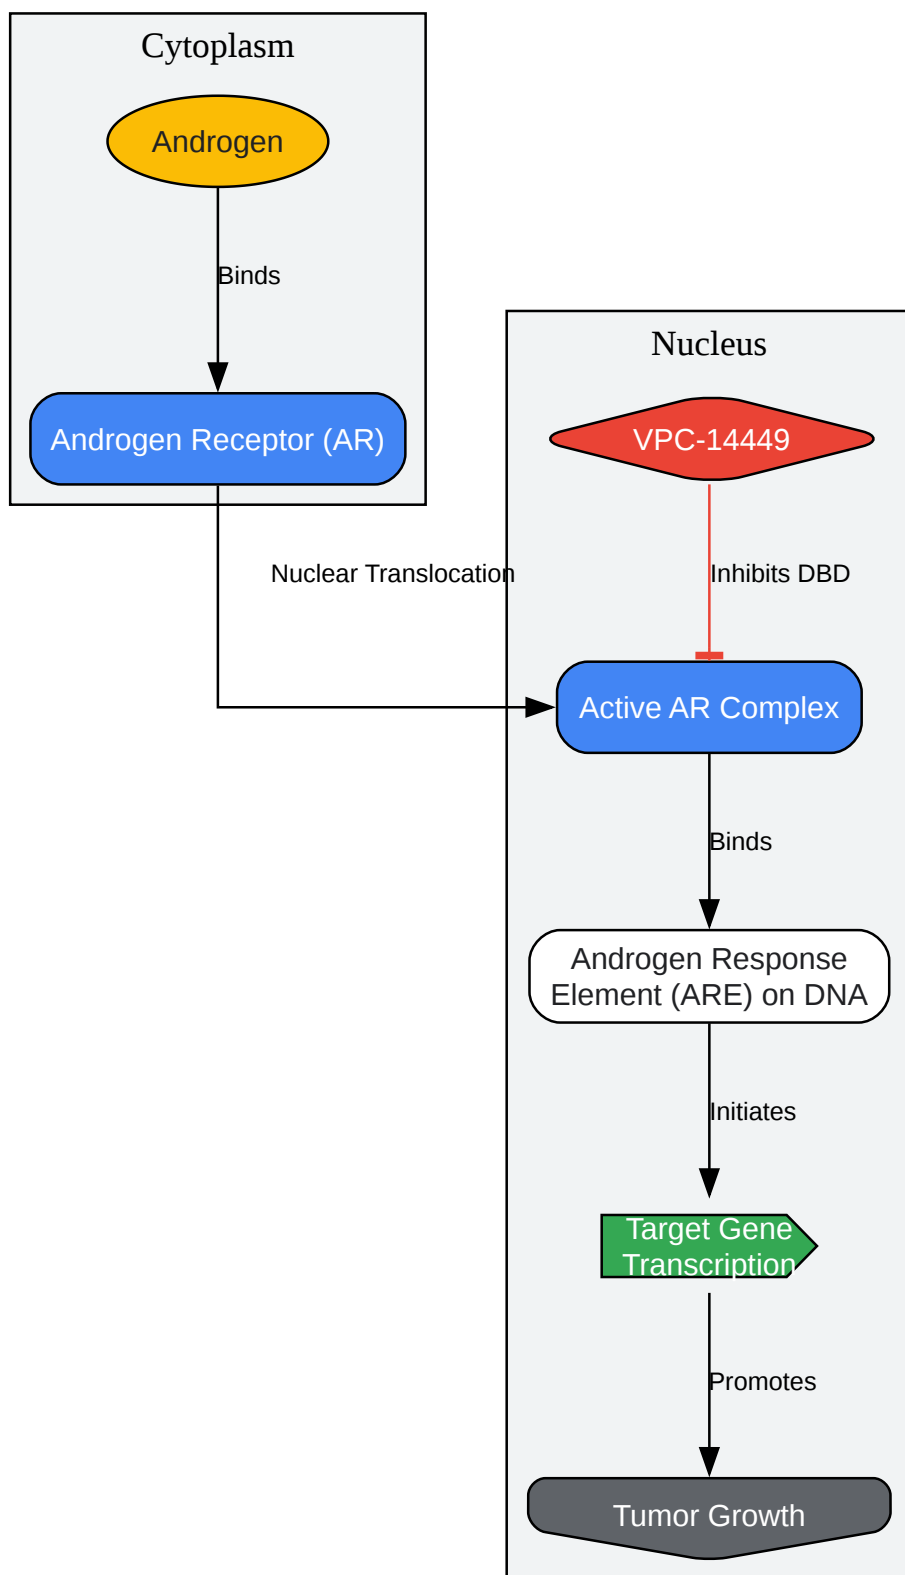 Cytoplasm
Androgen
Binds
Androgen Receptor (AR)
Nuclear Translocation
Nucleus
VPC-14449
Inhibits DBD
Active AR Complex
Binds
Androgen Response
Element (ARE) on DNA
Initiates
Target Gene
Transcription
Promotes
Tumor Growth